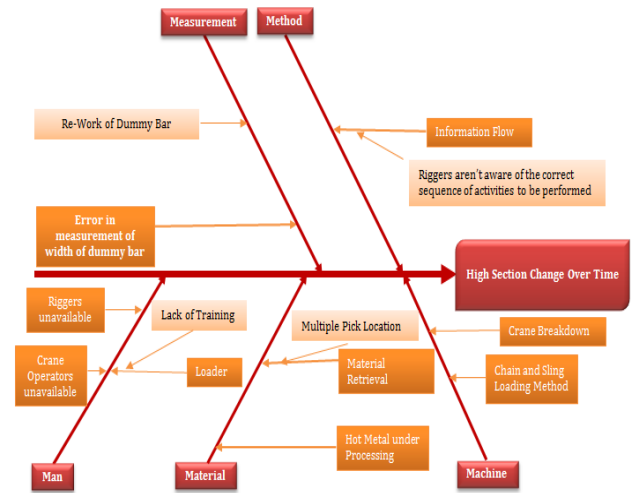 Measurement
Method
Re-Work of Dummy Bar
Information Flow
Riggers aren't aware of the correct
sequence of activities to be performed
Error in
measurement of
width of dummy bar
High Section Change Over Time
Riggers
unavailable
Lack of Training
Multiple Pick Location
Crane Breakdown
Crane
Operators
unavailable
Loader
Material
Retrieval
Chain and Sling
Loading Method
Hot Metal under
Processing
Man
Material
Machine